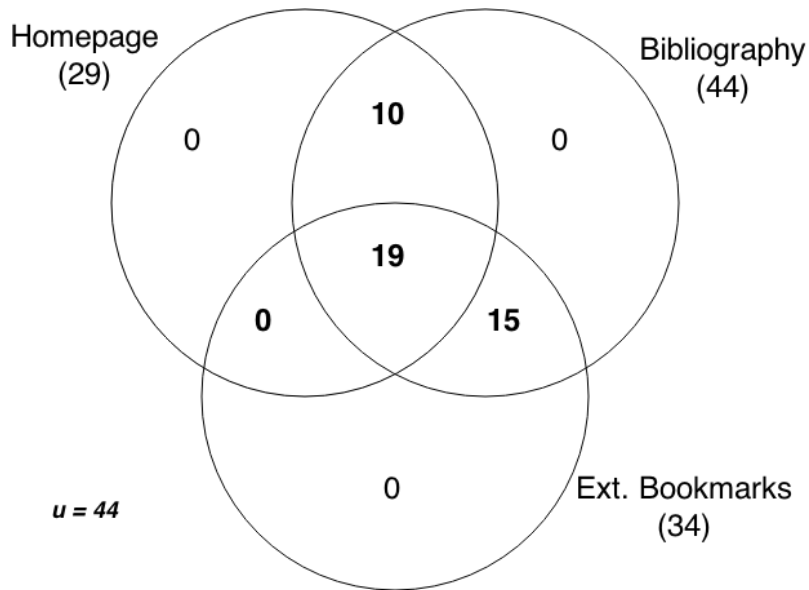 Homepage
(29)
Bibliography
(44)
10
0
0
19
0
15
0
Ext. Bookmarks
(34)
u = 44